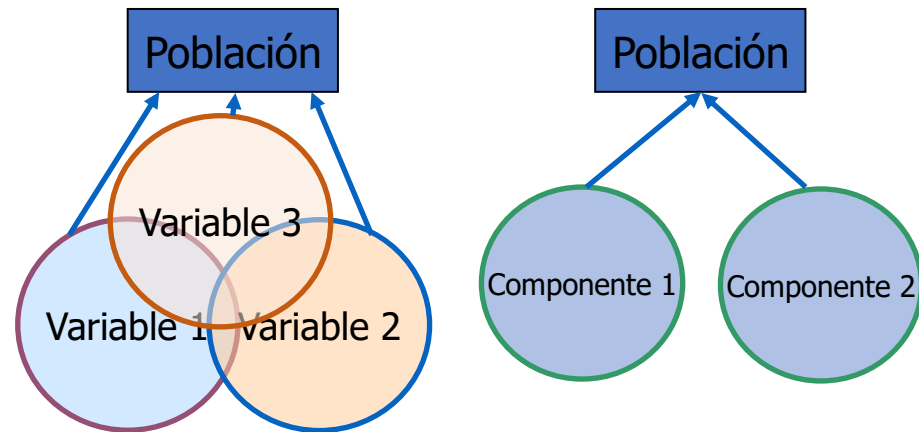 Población
Población
Variable 3
Variable 1
Variable 2
Componente 1
Componente 2